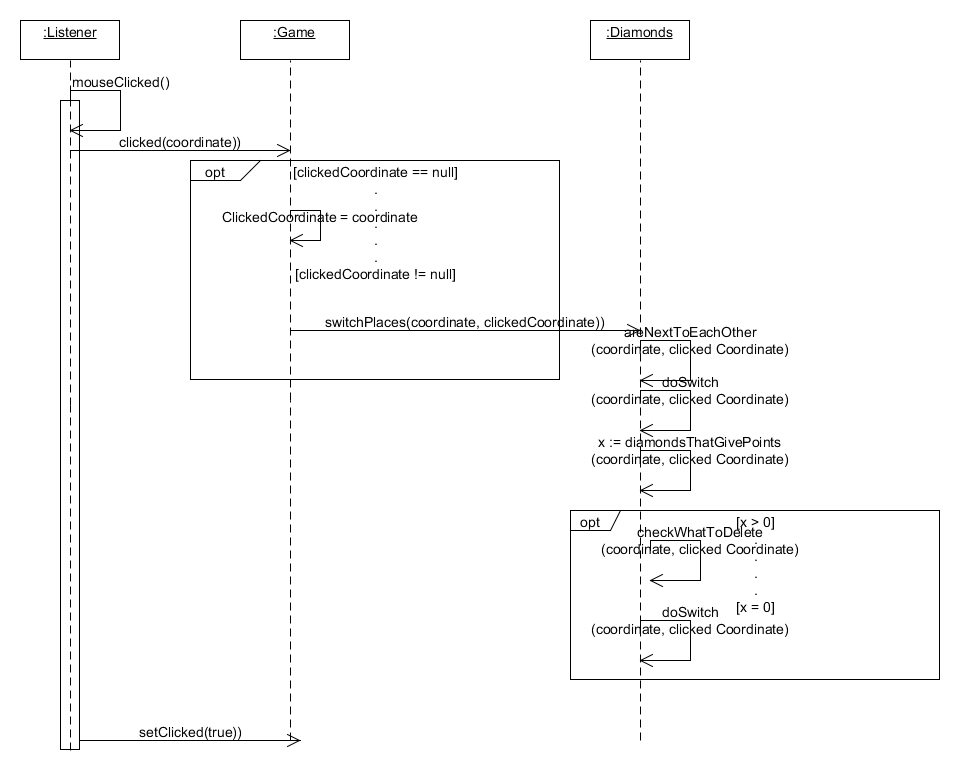 :Listener
:Game
:Diamonds
mouseClicked()
clicked(coordinate))
opt
[clickedCoordinate == null]
.
.
ClickedCoordinate = coordinate
.
.
.
[clickedCoordinate != null]
switchPlaces(coordinate, clickedCoordinate))
areNextToEachOther
(coordinate, clicked Coordinate)
doSwitch
(coordinate, clicked Coordinate)
x := diamondsThatGivePoints
(coordinate, clicked Coordinate)
opt
[x > 0]
checkWhatToDelete
(coordinate, clicked Coordinate)
.
.
.
[x = 0]
doSwitch
(coordinate, clicked Coordinate)
setClicked(true))